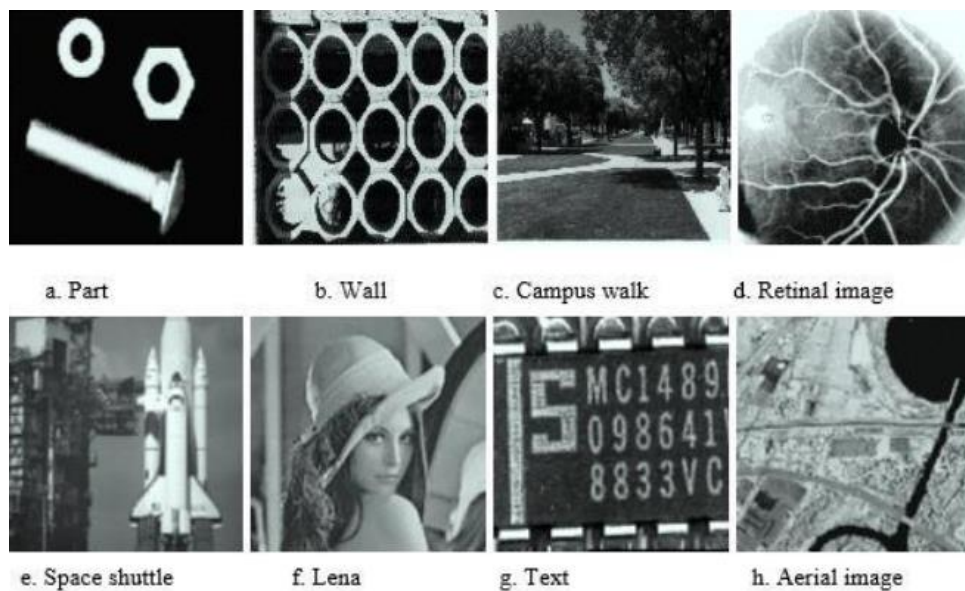 a. Part
b. Wall
c. Campus walk
d. Retinal image
S
MC1489
098641
8833VC
e. Space shuttle
f. Lena
g. Text
h. Aerial image